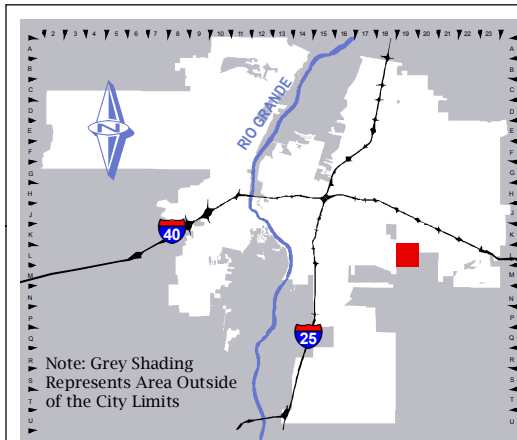 2 3 4 5 6 7 8 9 10 11 12 13 14 15 16 17 18 19 20 21 22 23
A A
B B
C C
D D
E E
F F
G G
H H
J J
K K
L L
M M
N N
P P
Q Q
R R
S S
T T
U U
N
RIO GRANDE
40
25
Note: Grey Shading
Represents Area Outside
of the City Limits